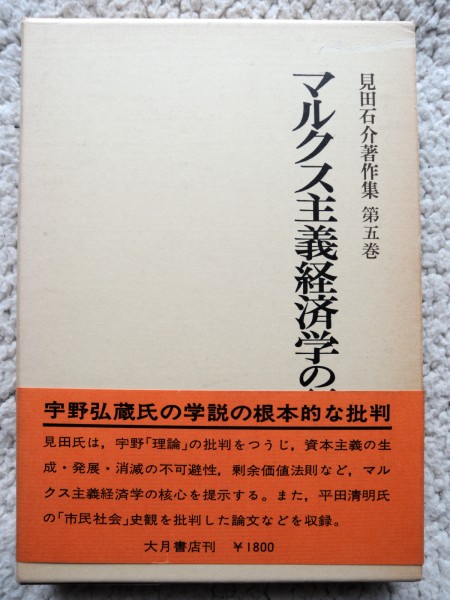 見田石介著作集 第五巻
マルクス主義経済学の
宇野弘蔵氏の学説の根本的な批判
見田氏は，宇野「理論」の批判をつうじ，資本主義の生
成・発展・消滅の不可避性，剰余価値法則など，マル
クス主義経済学の核心を提示する。また，平田清明氏
の「市民社会」史観を批判した論文などを収録。
大月書店刊 ￥1800